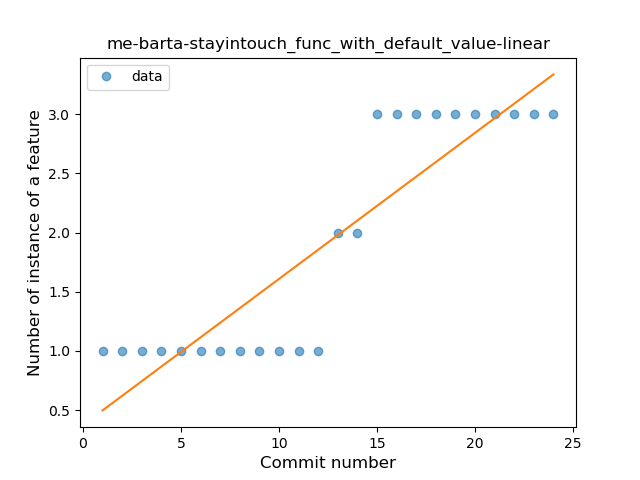 me-barta-stayintouch_func_with_default_value-linear
data
Number of instance of a feature
3.0
2.5
2.0
1.5
1.0
0.5
0 5 10 15 20 25
Commit number